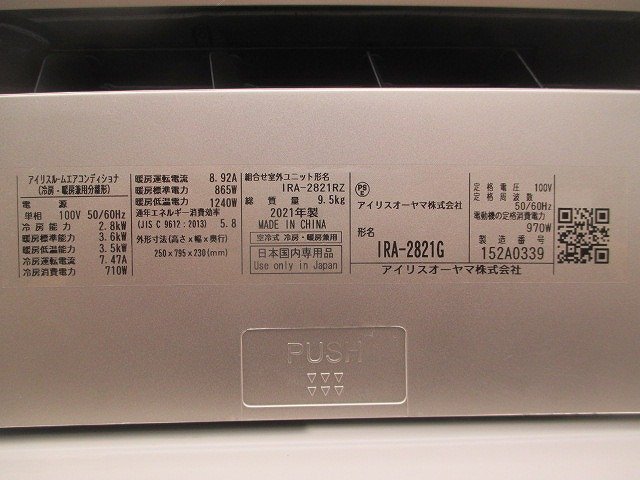 アイリスルームエアコンディショナ
(冷房・暖房兼用分離形)
電　源
単相 100V 50/60Hz
冷房能力 2.8kW
暖房標準能力 3.6kW
暖房低温能力 3.5kW
冷房運転電流 7.47A
冷房消費電力 710W
暖房運転電流 8.92A
暖房標準電力 865W
暖房低温電力 1240W
通年エネルギー消費効率
(JIS C 9612 : 2013) 5.8
外形寸法(高さ×幅×奥行)
250×795×230(mm)
組合せ室外ユニット形名
IRA-2821RZ
総 質 量 9.5kg
2021年製
MADE IN CHINA
空冷式 冷房・暖房兼用
日本国内専用品
Use only in Japan
PSE
アイリスオーヤマ株式会社
形名
IRA-2821G
アイリスオーヤマ株式会社
定格電圧 100V
定格周波数
50/60Hz
電動機の定格消費電力
970W
製造番号
152A0339
PUSH